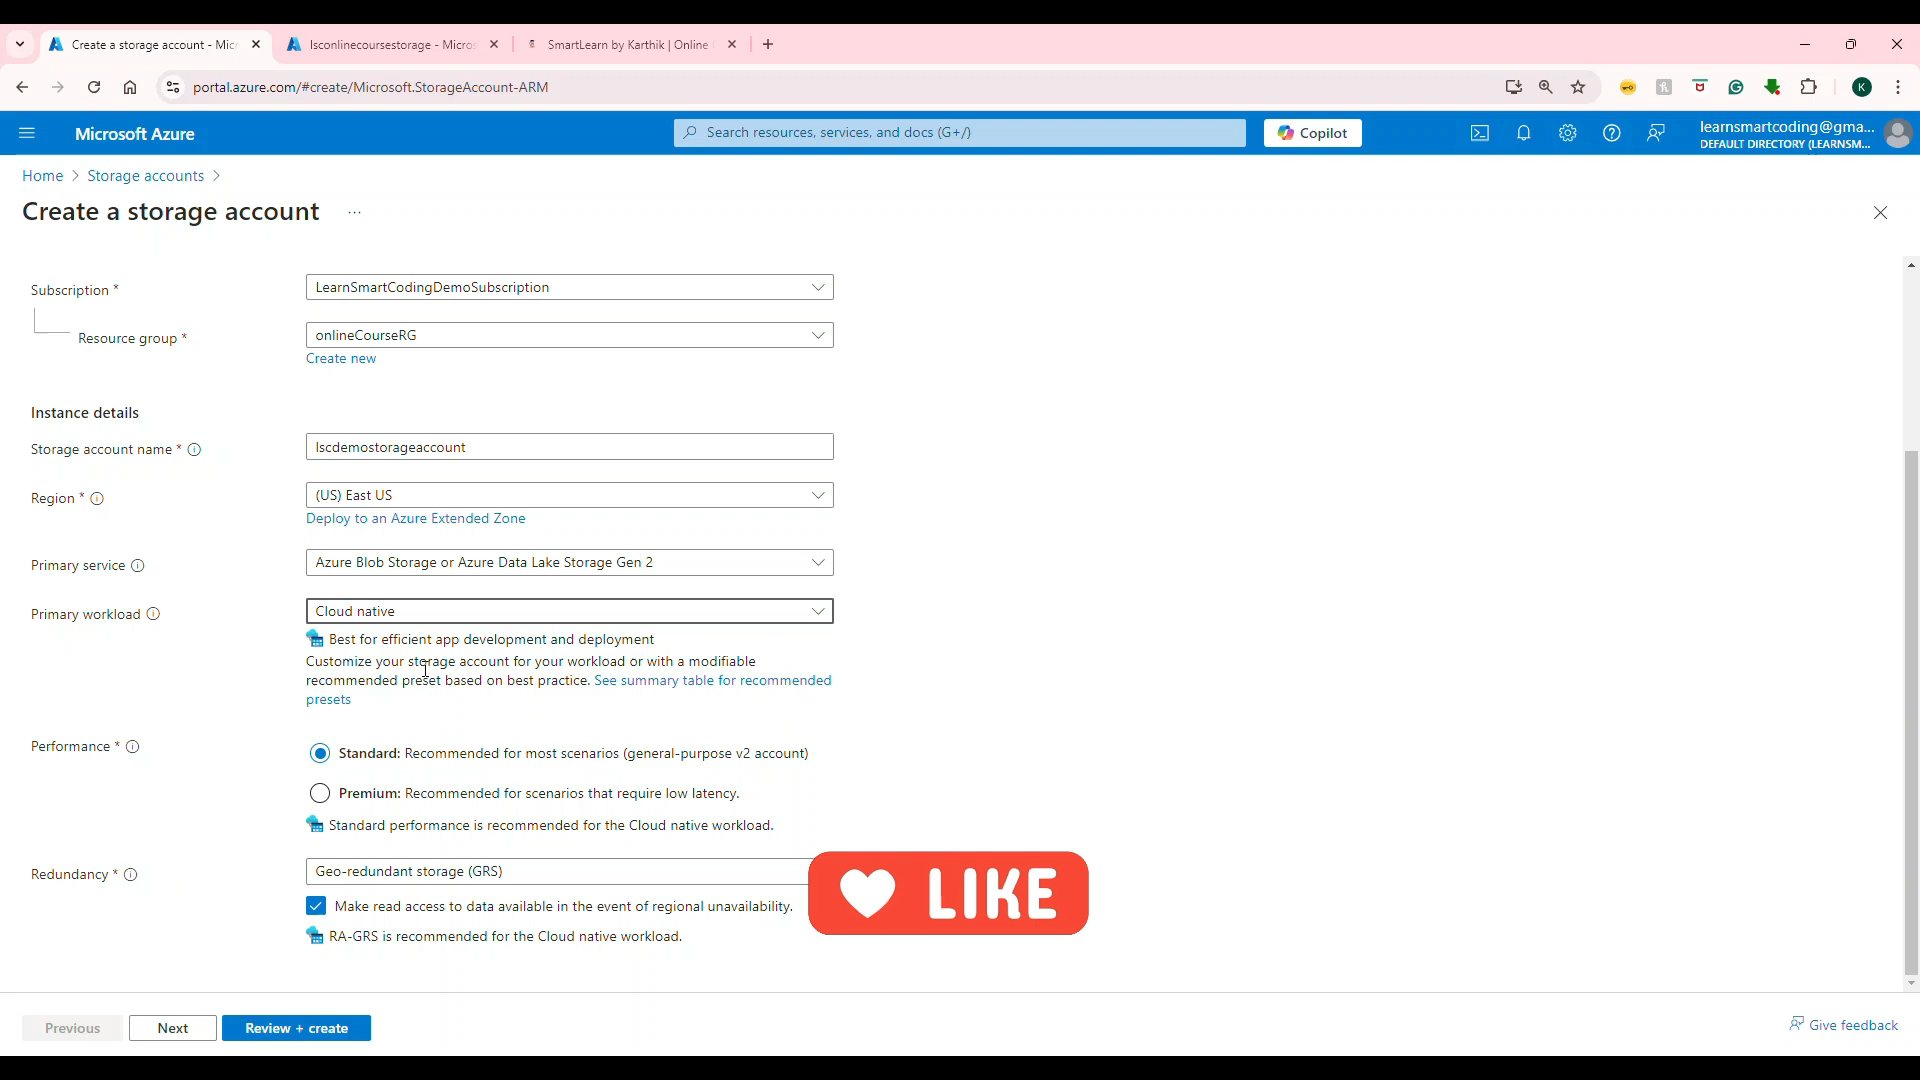 Create a storage account - Micr
lsconlinecoursestorage - Micros
SmartLearn by Karthik | Online
portal.azure.com/#create/Microsoft.StorageAccount-ARM
K
Microsoft Azure
Search resources, services, and docs (G+/)
Copilot
learnsmartcoding@gma...
DEFAULT DIRECTORY (LEARNSM...
Home > Storage accounts >
Create a storage account ...
Subscription *
LearnSmartCodingDemoSubscription
Resource group *
onlineCourseRG
Create new
Instance details
Storage account name *
lscdemostorageaccount
Region *
(US) East US
Deploy to an Azure Extended Zone
Primary service
Azure Blob Storage or Azure Data Lake Storage Gen 2
Primary workload
Cloud native
Best for efficient app development and deployment
Customize your storage account for your workload or with a modifiable
recommended preset based on best practice. See summary table for recommended
presets
Performance *
Standard: Recommended for most scenarios (general-purpose v2 account)
Premium: Recommended for scenarios that require low latency.
Standard performance is recommended for the Cloud native workload.
Redundancy *
Geo-redundant storage (GRS)
Make read access to data available in the event of regional unavailability.
RA-GRS is recommended for the Cloud native workload.
LIKE
Previous
Next
Review + create
Give feedback